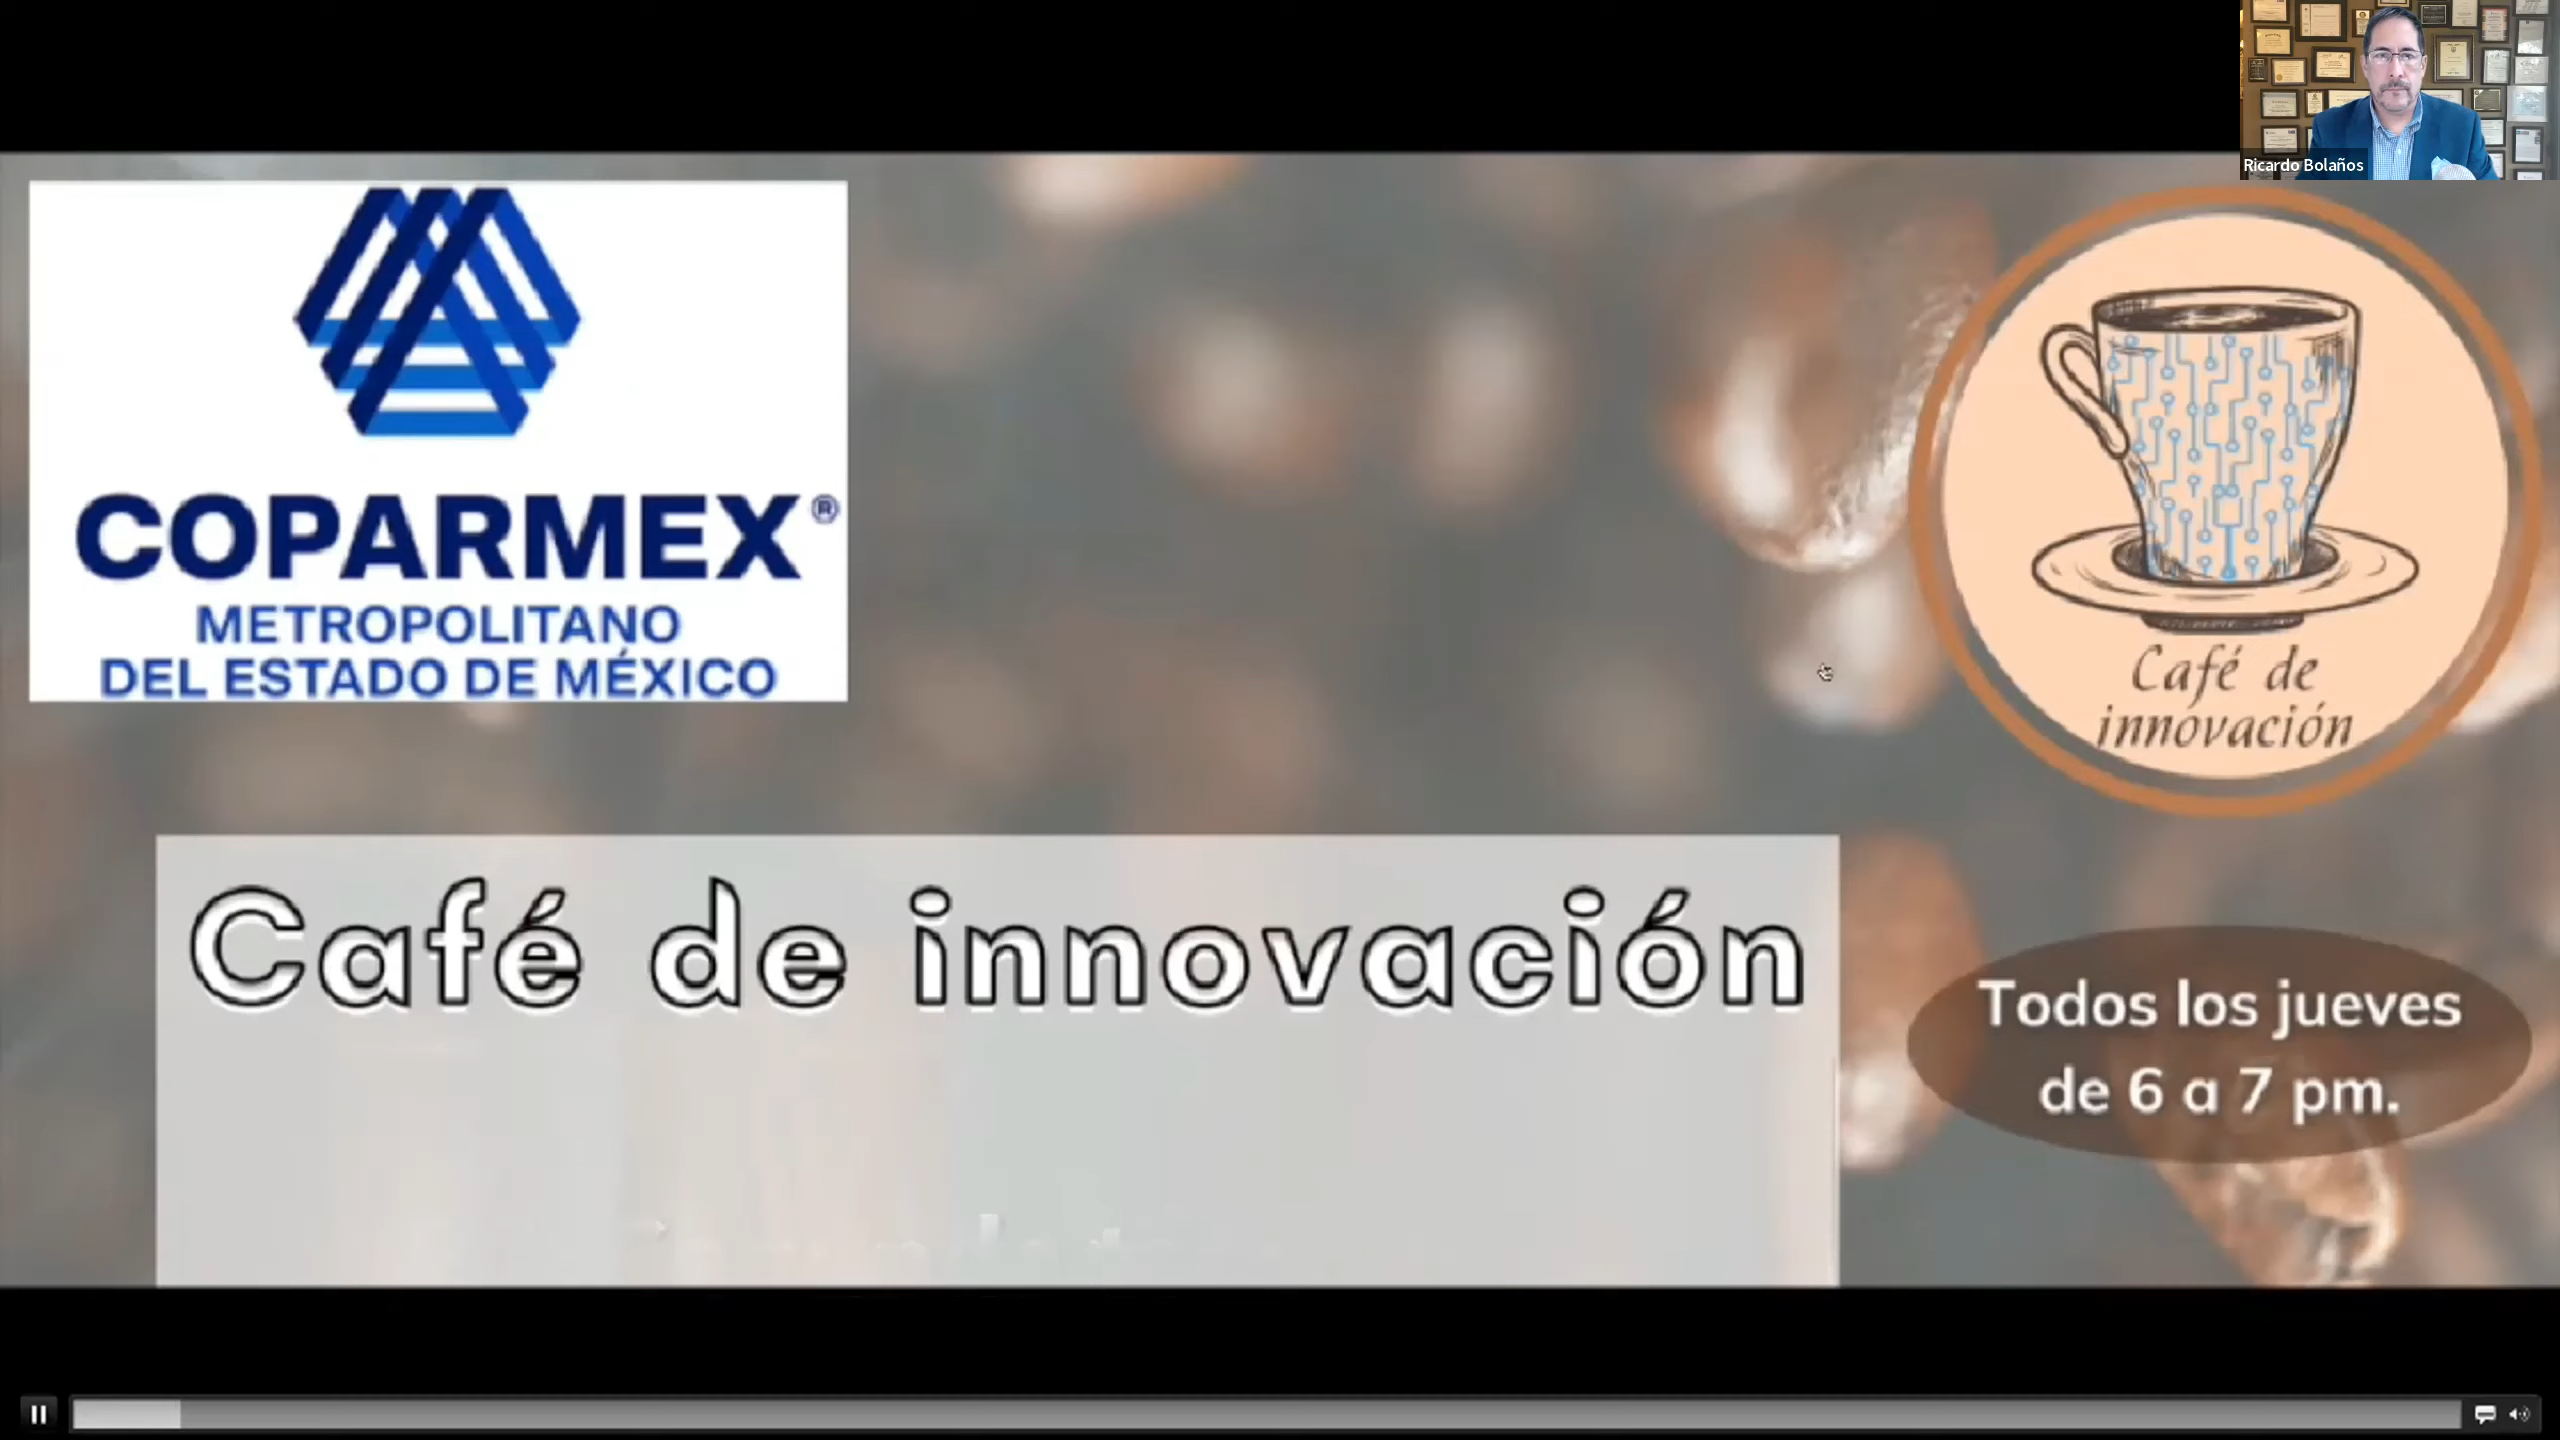 Ricardo Bolaños
COPARMEX®
METROPOLITANO
DEL ESTADO DE MÉXICO
Café de
innovación
Café de innovación
Todos los jueves
de 6 a 7 pm.